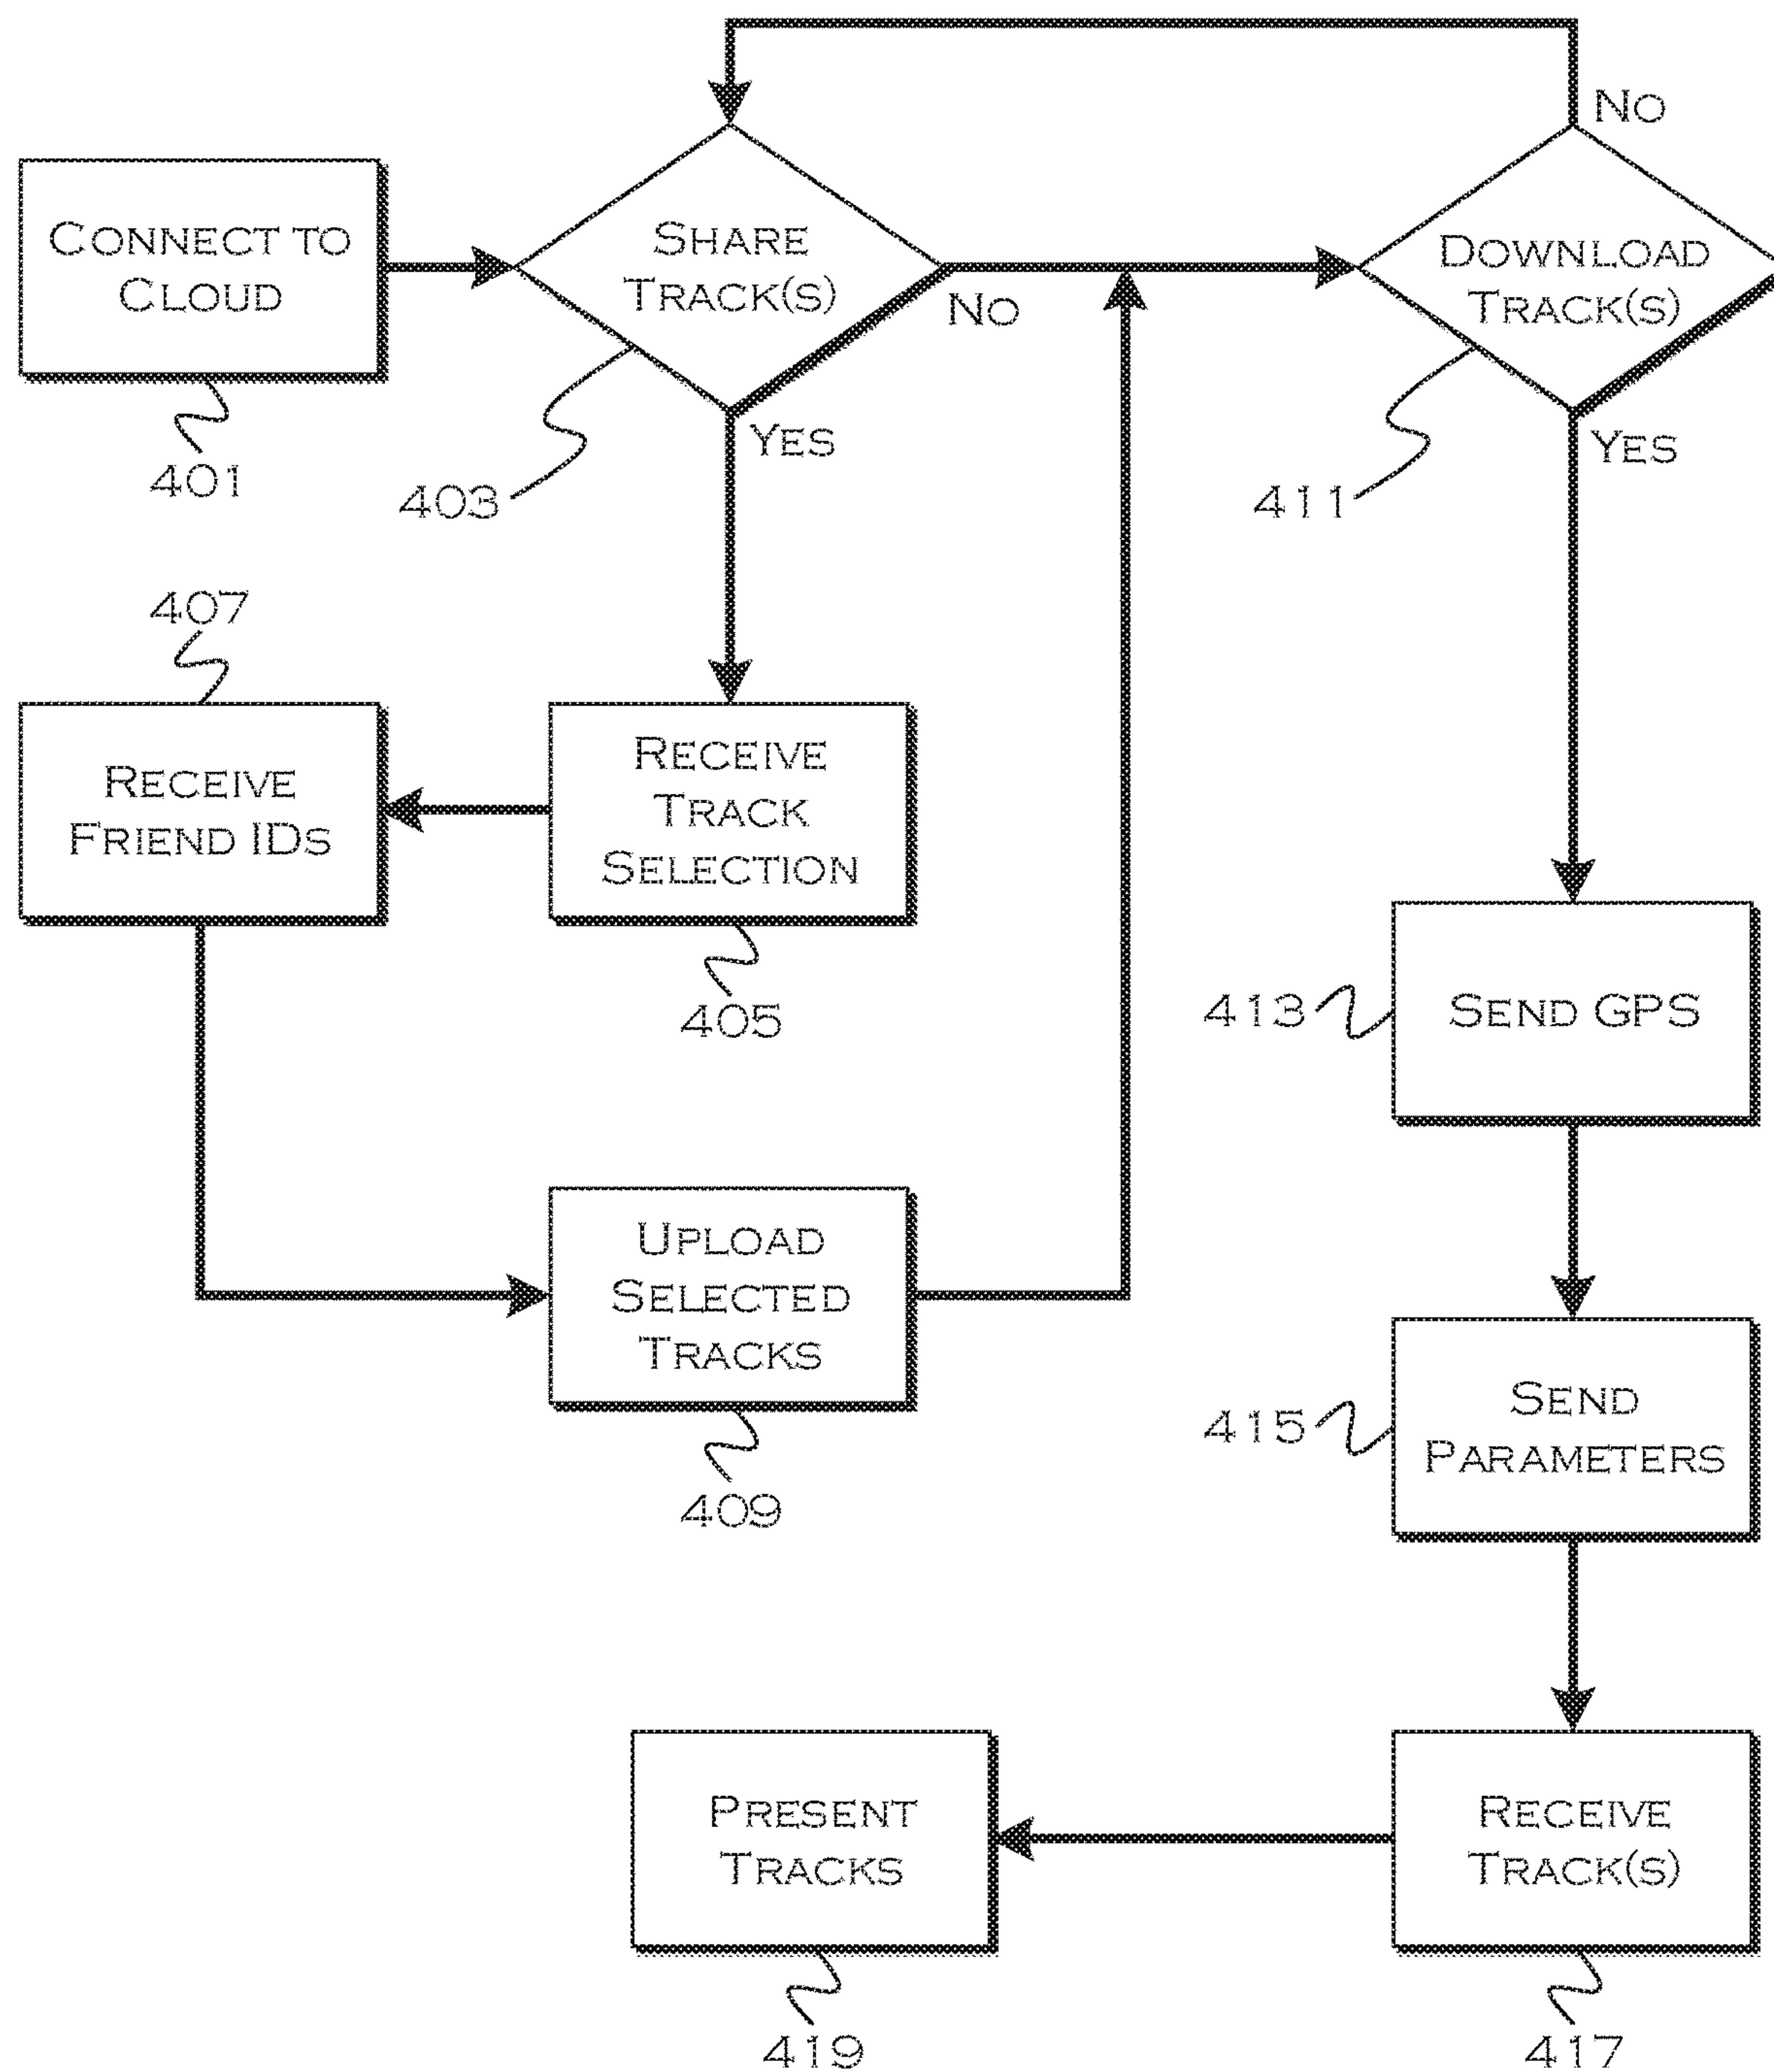 NO
CONNECT TO
CLOUD
SHARE
TRACK(S)
NO
DOWNLOAD
TRACK(S)
YES
YES
401
403
411
407
RECEIVE
FRIEND IDS
RECEIVE
TRACK
SELECTION
405
413
SEND GPS
UPLOAD
SELECTED
TRACKS
409
415
SEND
PARAMETERS
PRESENT
TRACKS
RECEIVE
TRACK(S)
419
417